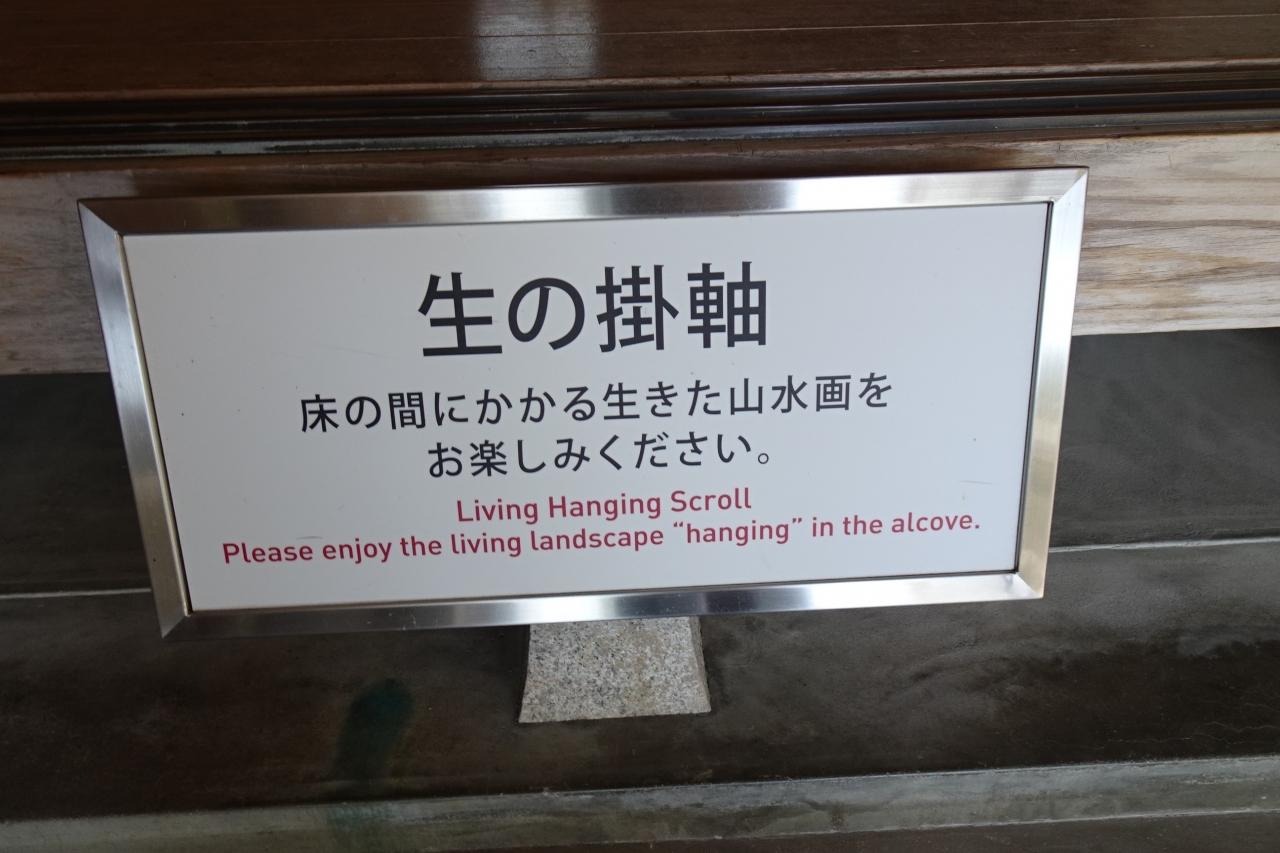 生の掛軸
床の間にかかる生きた山水画を
お楽しみください。
Living Hanging Scroll
Please enjoy the living landscape “hanging” in the alcove.